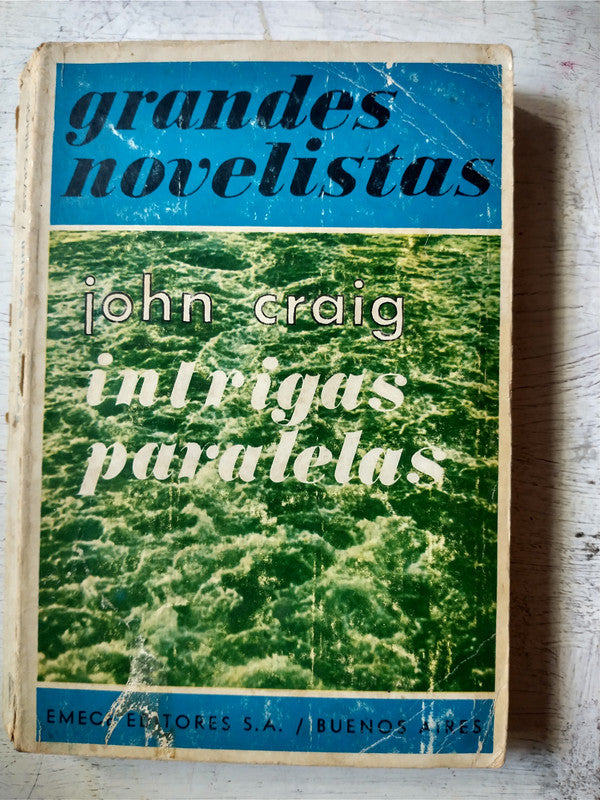 grandes
novelistas
john craig
intrigas
paralelas
EMECÉ EDITORES S.A. / BUENOS AIRES